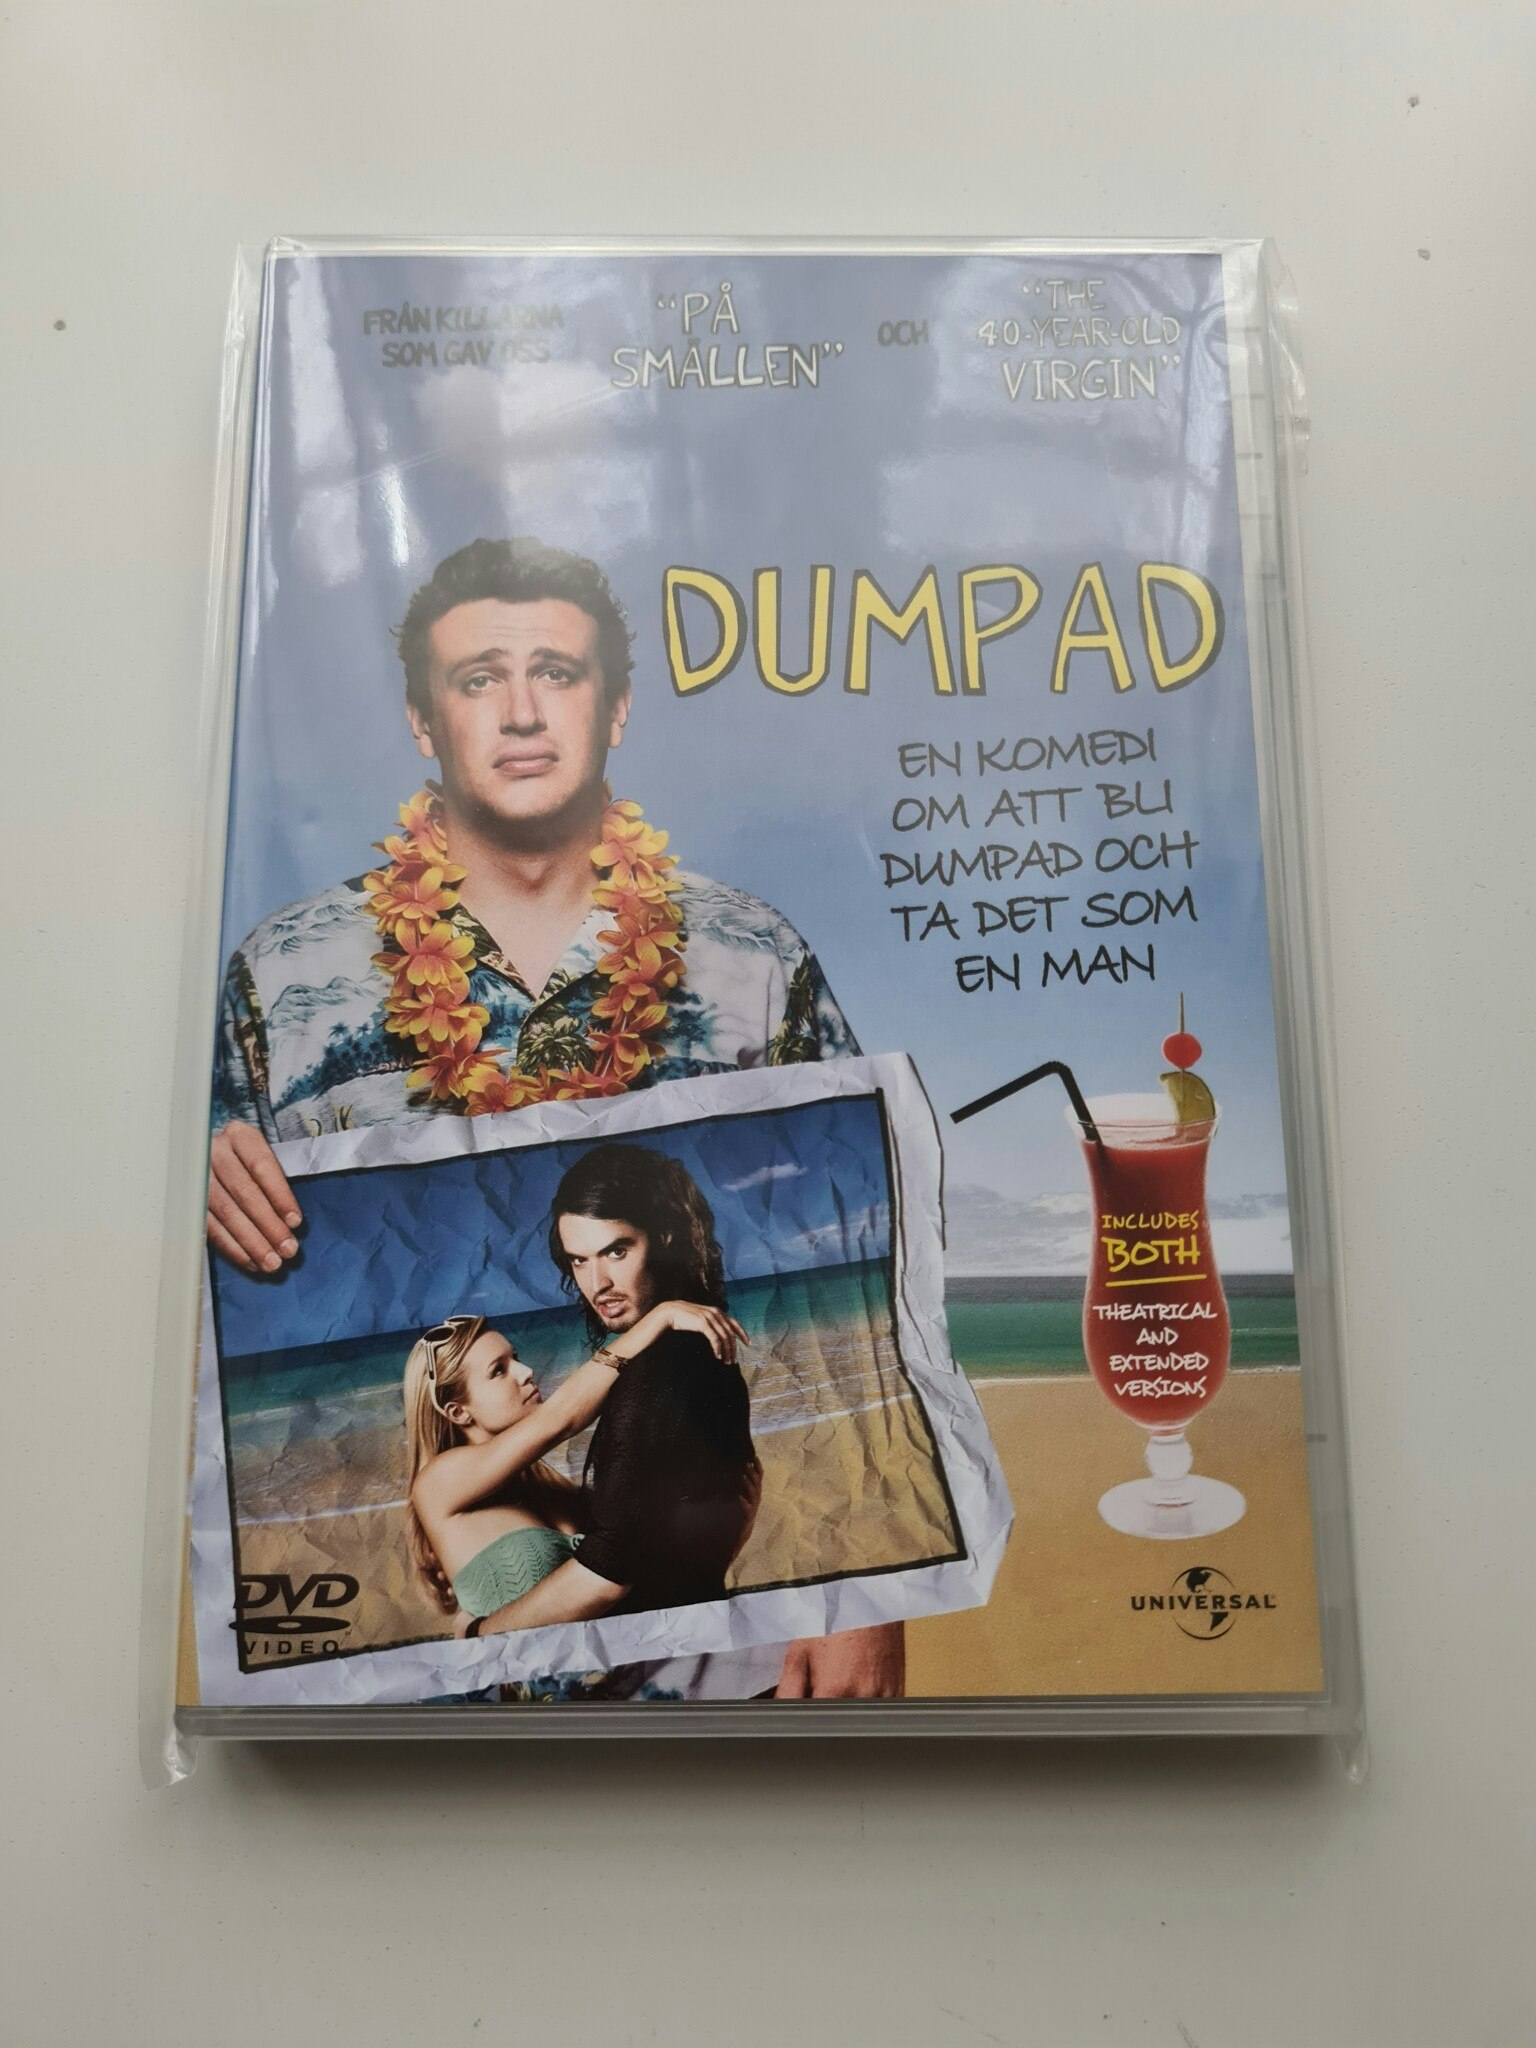 FRÅN KILLARNA
SOM GAV OSS
"PÅ
SMÄLLEN"
OCH
"THE
40-YEAR-OLD
VIRGIN"
DUMPAD
EN KOMEDI
OM ATT BLI
DUMPAD OCH
TA DET SOM
EN MAN
INCLUDES
BOTH
THEATRICAL
AND
EXTENDED
VERSIONS
DVD
VIDEO
UNIVERSAL